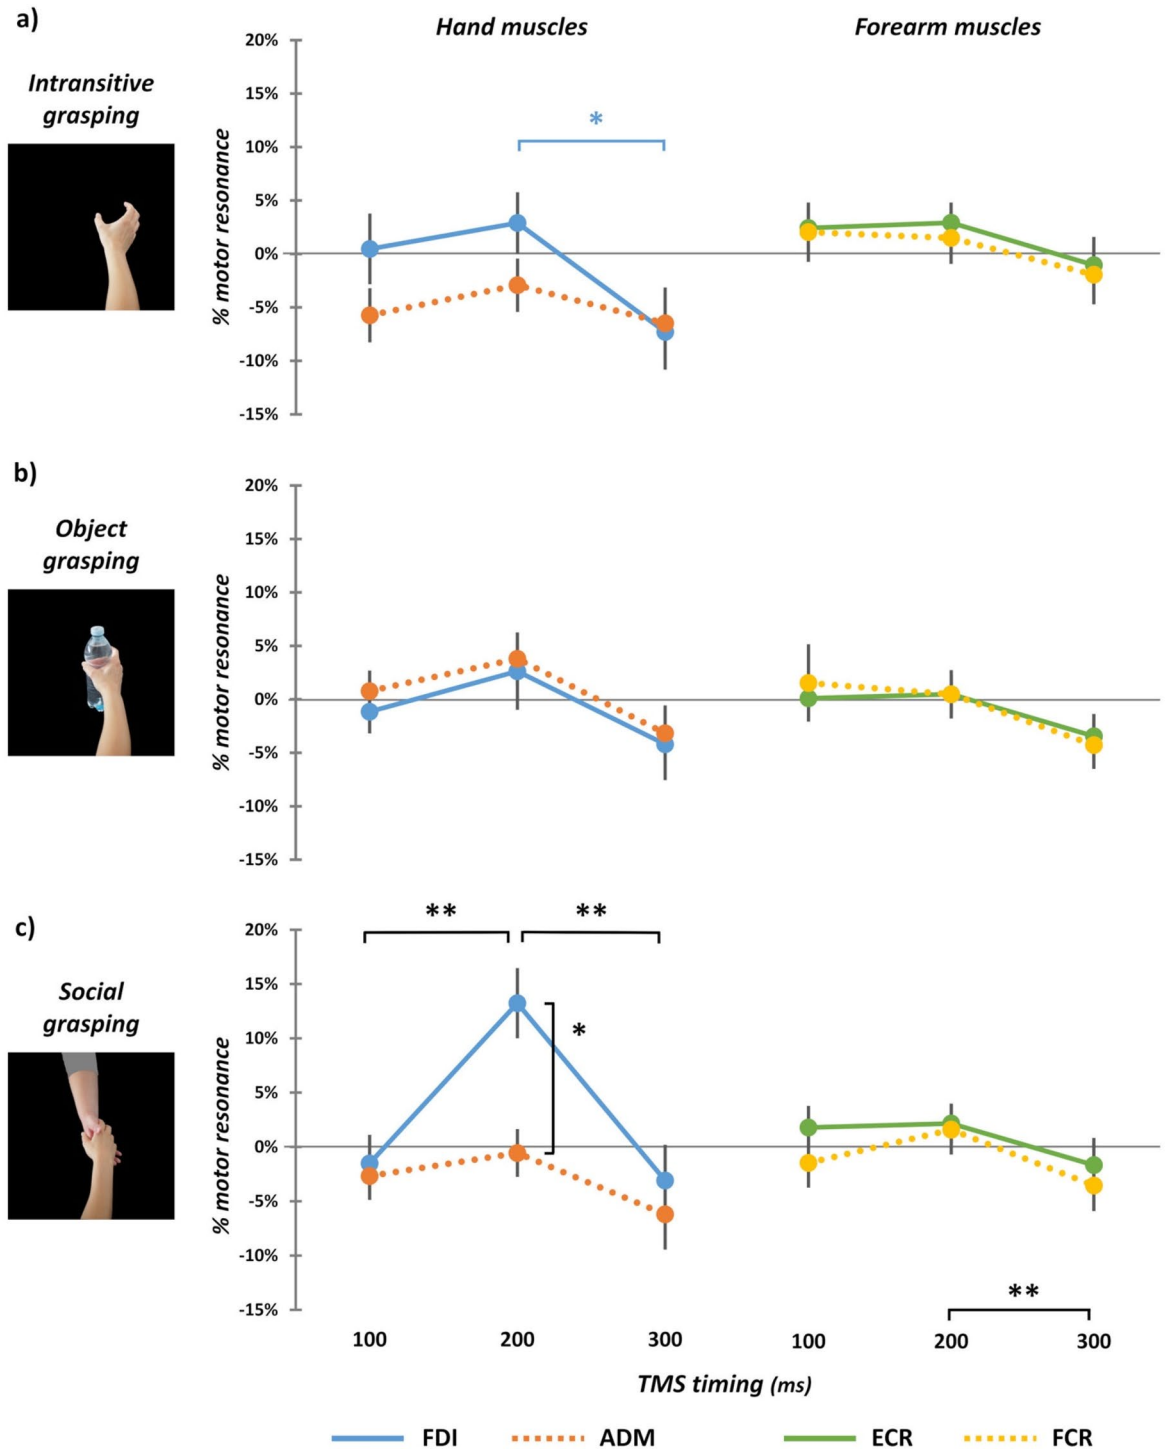 a)
Hand muscles
Forearm muscles
Intransitive
grasping
% motor resonance
20%
15%
10%
5%
0%
-5%
-10%
-15%
*
b)
Object
grasping
% motor resonance
20%
15%
10%
5%
0%
-5%
-10%
-15%
c)
Social
grasping
% motor resonance
20%
15%
10%
5%
0%
-5%
-10%
-15%
** **
*
**
100 200 300 100 200 300
TMS timing (ms)
FDI ADM ECR FCR